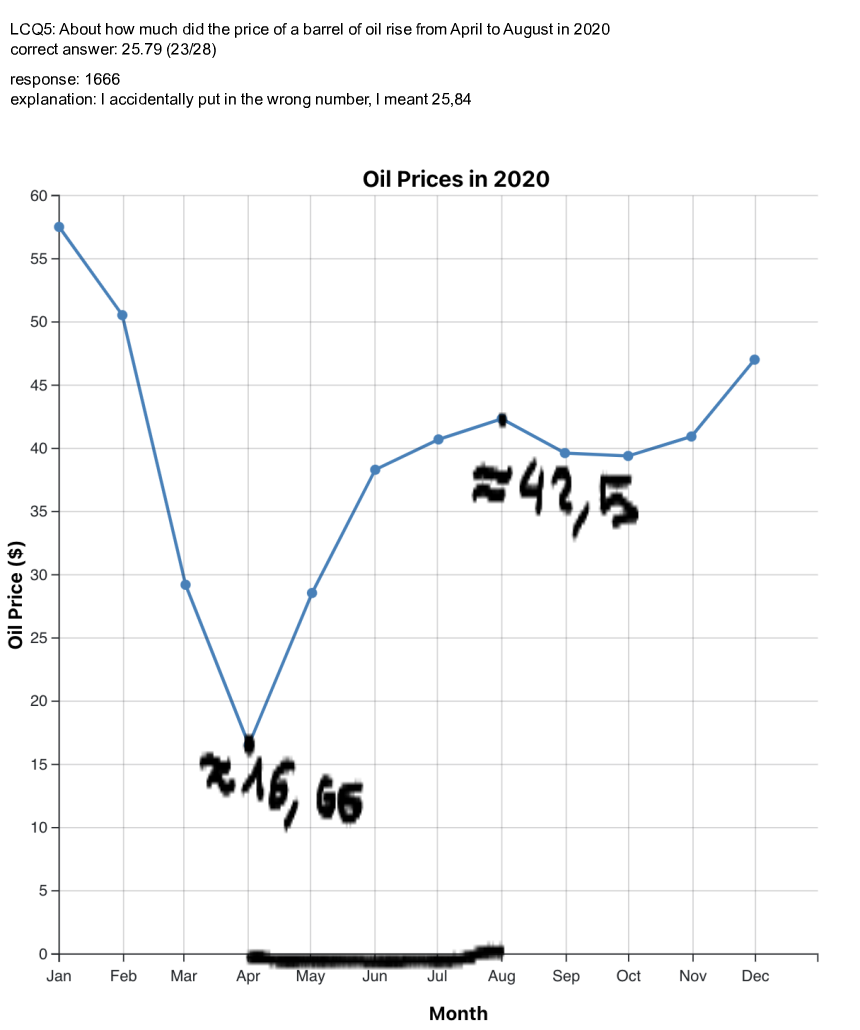 LCQ5: About how much did the price of a barrel of oil rise from April to August in 2020
correct answer: 25.79 (23/28)
response: 1666
explanation: I accidentally put in the wrong number, I meant 25,84
Oil Prices in 2020
60
55
50
45
40
≈42,5
35
30
25
20
15
≈16,66
10
5
0
Oil Price ($)
Jan Feb Mar Apr May Jun Jul Aug Sep Oct Nov Dec
Month